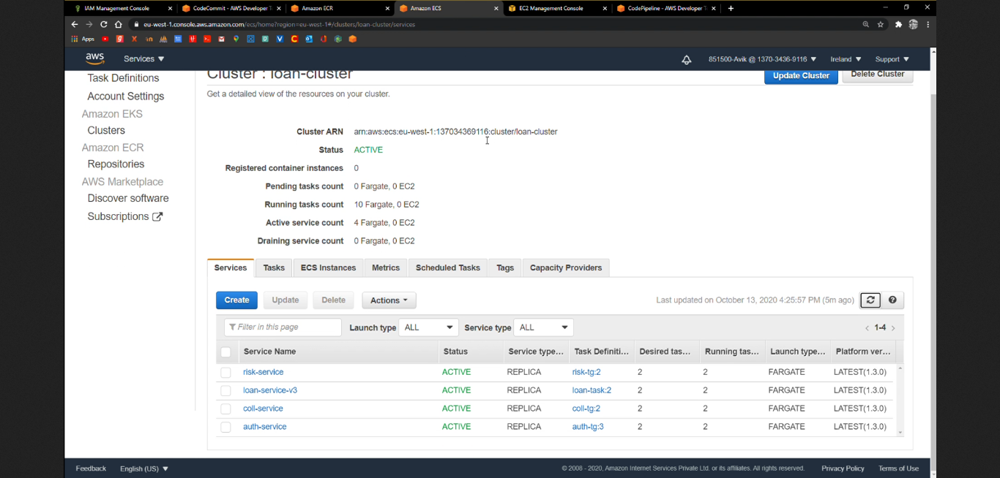 IAM Management Console
CodeCommit - AWS Developer T
Amazon ECR
Amazon ECS
EC2 Management Console
CodePipeline - AWS Developer T
eu-west-1.console.aws.amazon.com/ecs/home?region=eu-west-1#/clusters/loan-cluster/services
Apps
aws Services 851500-Avik @ 1370-3436-9116 Ireland Support
Task Definitions
Account Settings
Amazon EKS
Clusters
Amazon ECR
Repositories
AWS Marketplace
Discover software
Subscriptions
Cluster : loan-cluster
Update Cluster Delete Cluster
Get a detailed view of the resources on your cluster.
Cluster ARN arn:aws:ecs:eu-west-1:137034369116:cluster/loan-cluster
Status ACTIVE
Registered container instances 0
Pending tasks count 0 Fargate, 0 EC2
Running tasks count 10 Fargate, 0 EC2
Active service count 4 Fargate, 0 EC2
Draining service count 0 Fargate, 0 EC2
Services Tasks ECS Instances Metrics Scheduled Tasks Tags Capacity Providers
Create Update Delete Actions Last updated on October 13, 2020 4:25:57 PM (5m ago)
Filter in this page Launch type ALL Service type ALL < 1-4 >
Service Name Status Service type... Task Definiti... Desired tas... Running tas... Launch type... Platform ver...
risk-service ACTIVE REPLICA risk-tg:2 2 2 FARGATE LATEST(1.3.0)
loan-service-v3 ACTIVE REPLICA loan-task:2 2 2 FARGATE LATEST(1.3.0)
coll-service ACTIVE REPLICA coll-tg:2 2 2 FARGATE LATEST(1.3.0)
auth-service ACTIVE REPLICA auth-tg:3 2 2 FARGATE LATEST(1.3.0)
Feedback English (US) © 2008 - 2020, Amazon Internet Services Private Ltd. or its affiliates. All rights reserved. Privacy Policy Terms of Use